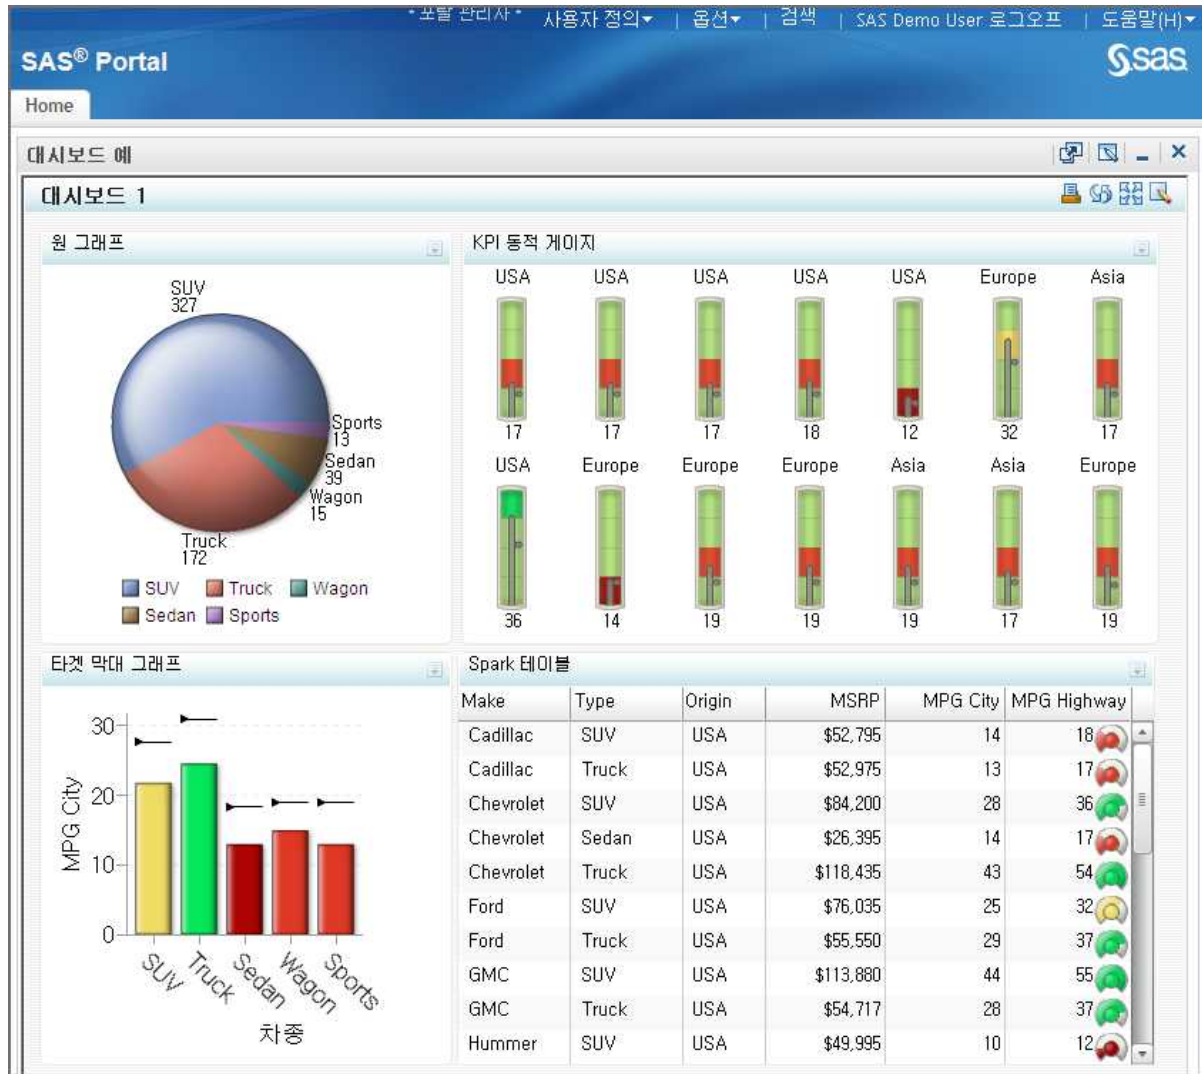 * 포탈 관리자 * 사용자 정의▾ | 옵션▾ | 검색 | SAS Demo User 로그오프 | 도움말(H)▾
SAS® Portal
sas
Home
대시보드 예
대시보드 1
원 그래프
SUV
327
Sports
13
Sedan
39
Wagon
15
Truck
172
SUV Truck Wagon
Sedan Sports
KPI 동적 게이지
USA USA USA USA USA Europe Asia
17 17 17 18 12 32 17
USA Europe Europe Europe Asia Asia Europe
36 14 19 19 19 17 19
타겟 막대 그래프
MPG City
30
20
10
0
SUV Truck Sedan Wagon Sports
차종
Spark 테이블
Make Type Origin MSRP MPG City MPG Highway
Cadillac SUV USA $52,795 14 18
Cadillac Truck USA $52,975 13 17
Chevrolet SUV USA $84,200 28 36
Chevrolet Sedan USA $26,395 14 17
Chevrolet Truck USA $118,435 43 54
Ford SUV USA $76,035 25 32
Ford Truck USA $55,550 29 37
GMC SUV USA $113,880 44 55
GMC Truck USA $54,717 28 37
Hummer SUV USA $49,995 10 12